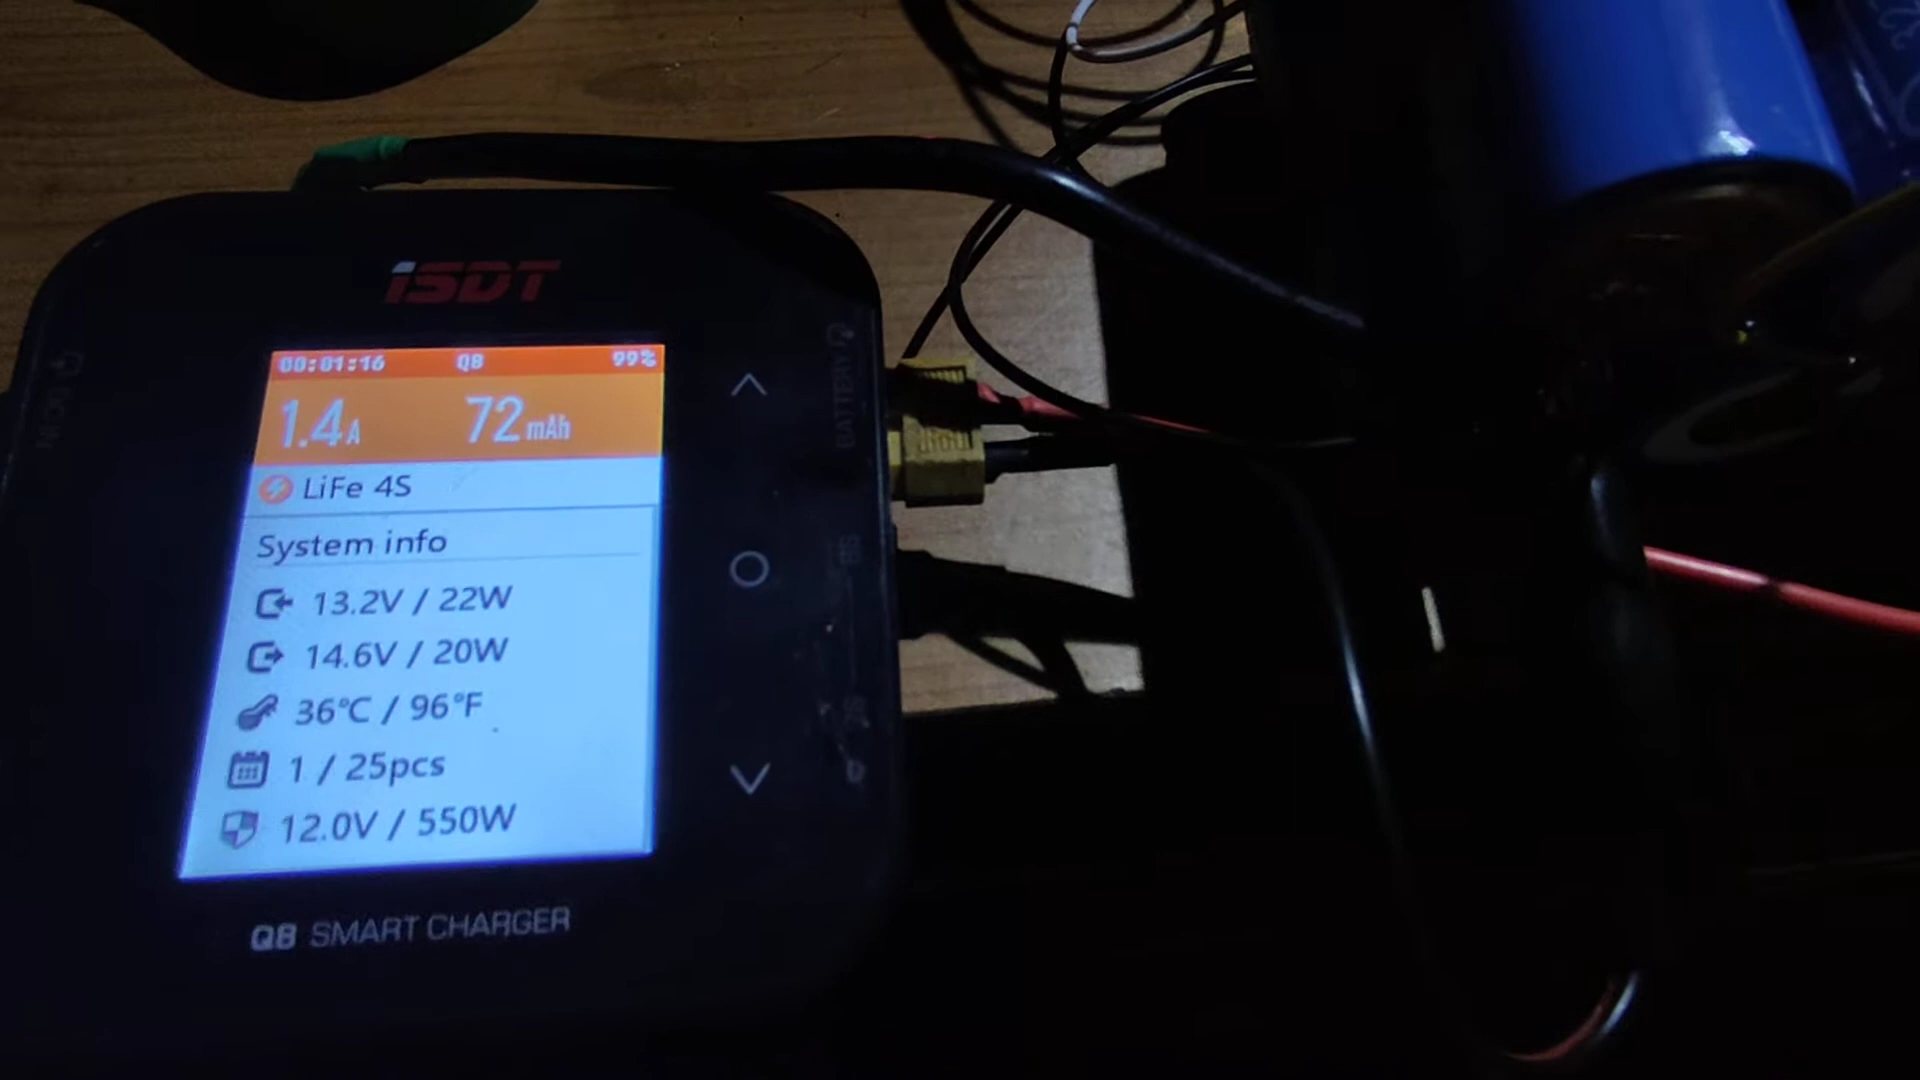 iSDT
00:01:16 Q8 99%
1.4A 72mAh
LiFe 4S
System info
13.2V / 22W
14.6V / 20W
36°C / 96°F
1 / 25pcs
12.0V / 550W
BATTERY
Q8 SMART CHARGER